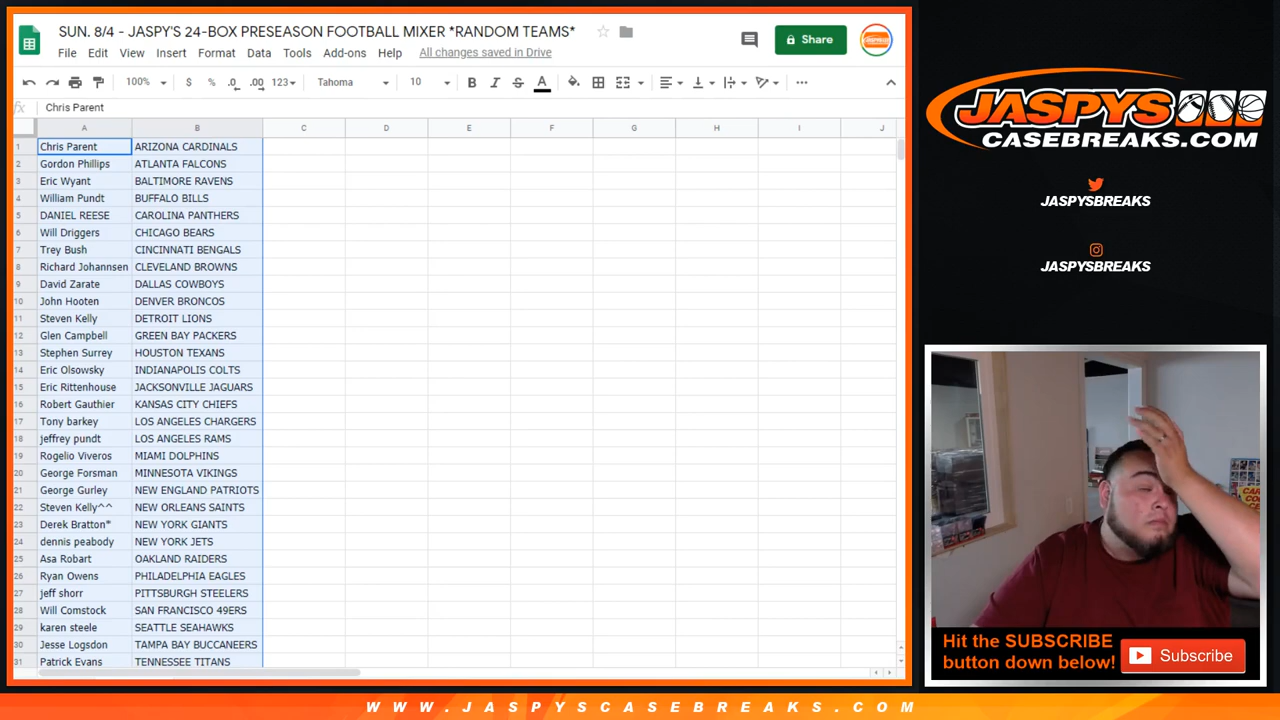 SUN. 8/4 - JASPY'S 24-BOX PRESEASON FOOTBALL MIXER *RANDOM TEAMS*
File Edit View Format Data Tools Add-ons Help All changes saved in Drive
Share
100% $ % .0 .00 123 Tahoma 10 B I S A
fx Chris Parent
A B C D E F G H I J
1 Chris Parent ARIZONA CARDINALS
2 Gordon Phillips ATLANTA FALCONS
3 Eric Wyant BALTIMORE RAVENS
4 William Pundt BUFFALO BILLS
5 DANIEL REESE CAROLINA PANTHERS
6 Will Driggers CHICAGO BEARS
7 Trey Bush CINCINNATI BENGALS
8 Richard Johannsen CLEVELAND BROWNS
9 David Zarate DALLAS COWBOYS
10 John Hooten DENVER BRONCOS
11 Steven Kelly DETROIT LIONS
12 Glen Campbell GREEN BAY PACKERS
13 Stephen Surrey HOUSTON TEXANS
14 Eric Olsowsky INDIANAPOLIS COLTS
15 Eric Rittenhouse JACKSONVILLE JAGUARS
16 Robert Gauthier KANSAS CITY CHIEFS
17 Tony barkey LOS ANGELES CHARGERS
18 jeffrey pundt LOS ANGELES RAMS
19 Rogelio Viveros MIAMI DOLPHINS
20 George Forsman MINNESOTA VIKINGS
21 George Gurley NEW ENGLAND PATRIOTS
22 Steven Kelly^^ NEW ORLEANS SAINTS
23 Derek Bratton* NEW YORK GIANTS
24 dennis peabody NEW YORK JETS
25 Asa Robart OAKLAND RAIDERS
26 Ryan Owens PHILADELPHIA EAGLES
27 jeff shorr PITTSBURGH STEELERS
28 Will Comstock SAN FRANCISCO 49ERS
29 karen steele SEATTLE SEAHAWKS
30 Jesse Logsdon TAMPA BAY BUCCANEERS
31 Patrick Evans TENNESSEE TITANS
JASPYS
CASEBREAKS.COM
JASPYSBREAKS
JASPYSBREAKS
Hit the SUBSCRIBE
button down below!
Subscribe
WWW.JASPYSCASEBREAKS.COM